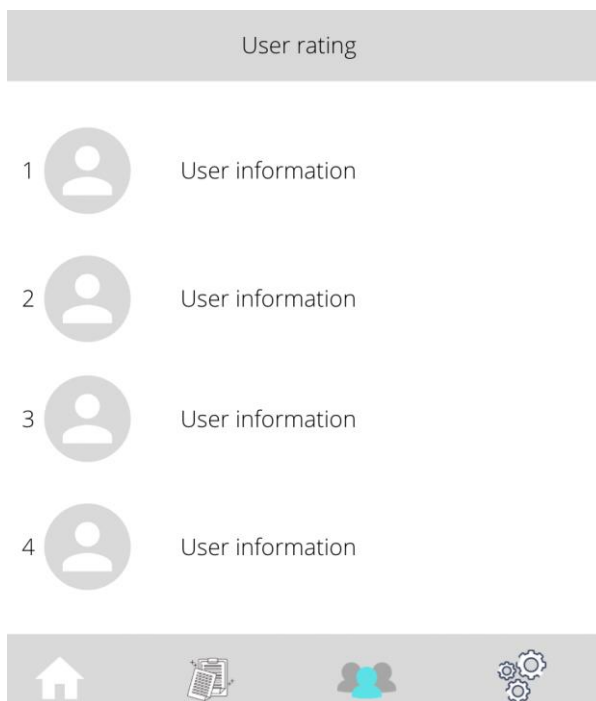 User rating
1 User information
2 User information
3 User information
4 User information